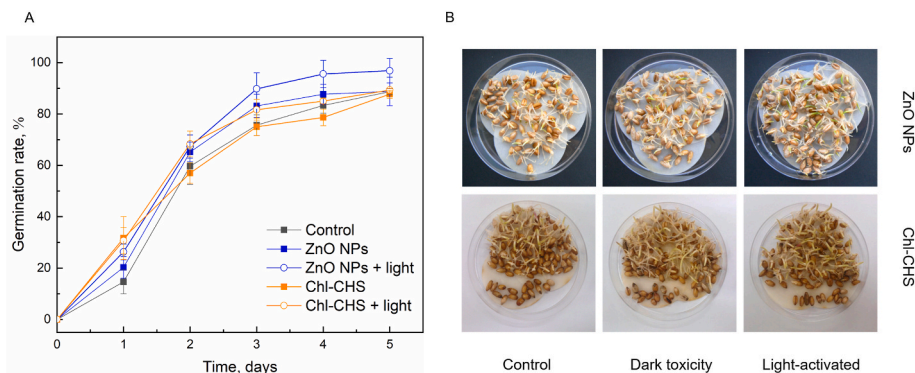 A
B
Germination rate, %
100
80
60
40
20
0
Control
ZnO NPs
ZnO NPs + light
Chl-CHS
Chl-CHS + light
0 1 2 3 4 5
Time, days
ZnO NPs
Chl-CHS
Control Dark toxicity Light-activated